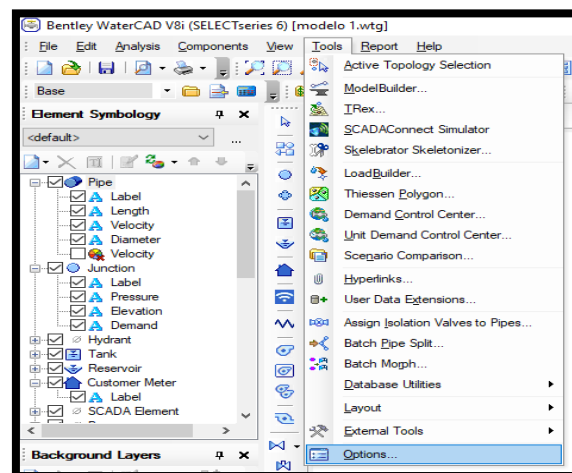 Bentley WaterCAD V8i (SELECTseries 6) [modelo 1.wtg]
File Edit Analysis Components View Tools Report Help
Base
Element Symbology
<default>
...
Pipe
Label
Length
Velocity
Diameter
Velocity
Junction
Label
Pressure
Elevation
Demand
Hydrant
Tank
Reservoir
Customer Meter
Label
SCADA Element
Background Layers
Active Topology Selection
ModelBuilder...
TRex...
SCADAConnect Simulator
Skelebrator Skeletonizer...
LoadBuilder...
Thiessen Polygon...
Demand Control Center...
Unit Demand Control Center...
Scenario Comparison...
Hyperlinks...
User Data Extensions...
Assign Isolation Valves to Pipes...
Batch Pipe Split...
Batch Morph...
Database Utilities
Layout
External Tools
Options...